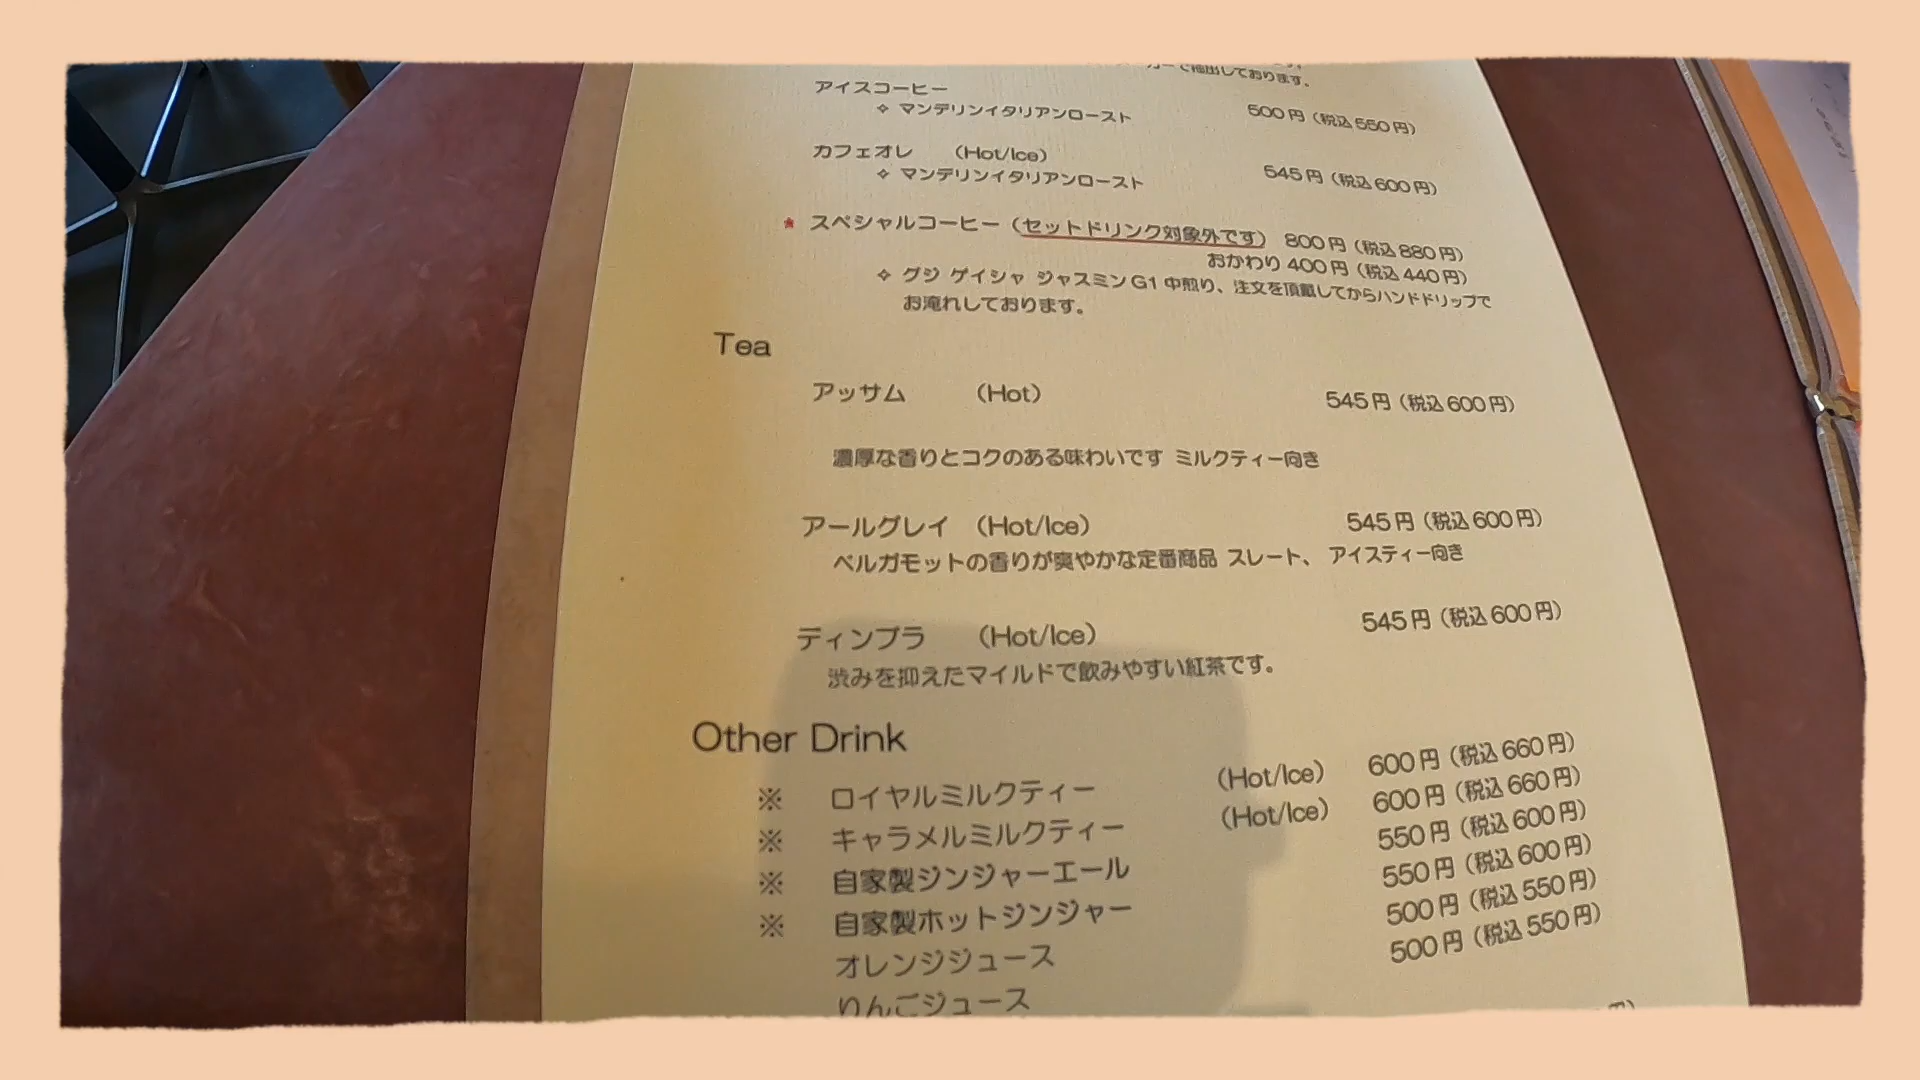 で抽出しております。
アイスコーヒー
✧ マンデリンイタリアンロースト 500円（税込550円）
カフェオレ （Hot/Ice）
✧ マンデリンイタリアンロースト 545円（税込600円）
* スペシャルコーヒー（セットドリンク対象外です） 800円（税込880円）
おかわり 400円（税込440円）
✧ グジ ゲイシャ ジャスミンG1 中煎り、注文を頂戴してからハンドドリップで
お淹れしております。
Tea
アッサム （Hot） 545円（税込600円）
濃厚な香りとコクのある味わいです ミルクティー向き
アールグレイ （Hot/Ice） 545円（税込600円）
ベルガモットの香りが爽やかな定番商品 スレート、 アイスティー向き
ディンブラ （Hot/Ice） 545円（税込600円）
渋みを抑えたマイルドで飲みやすい紅茶です。
Other Drink
※ ロイヤルミルクティー （Hot/Ice） 600円（税込660円）
※ キャラメルミルクティー （Hot/Ice） 600円（税込660円）
※ 自家製ジンジャーエール 550円（税込600円）
※ 自家製ホットジンジャー 550円（税込600円）
オレンジジュース 500円（税込550円）
りんごジュース 500円（税込550円）